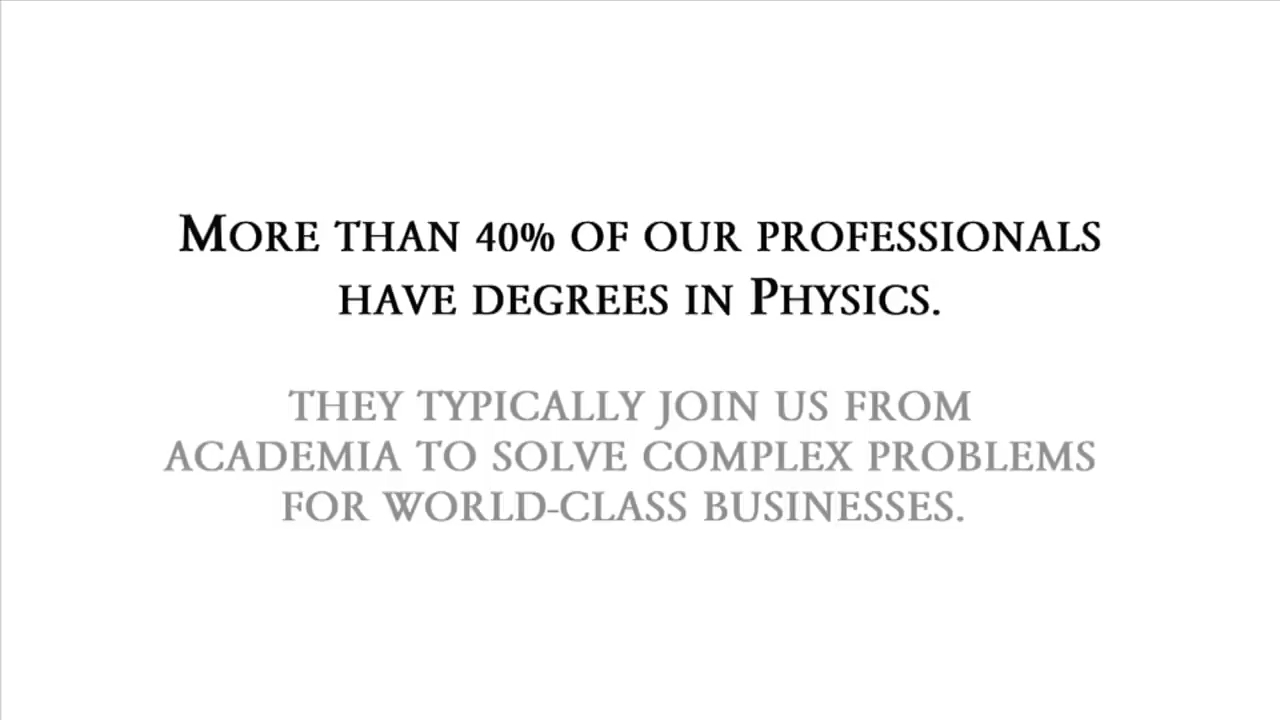 More than 40% of our professionals
have degrees in Physics.
they typically join us from
academia to solve complex problems
for world-class businesses.